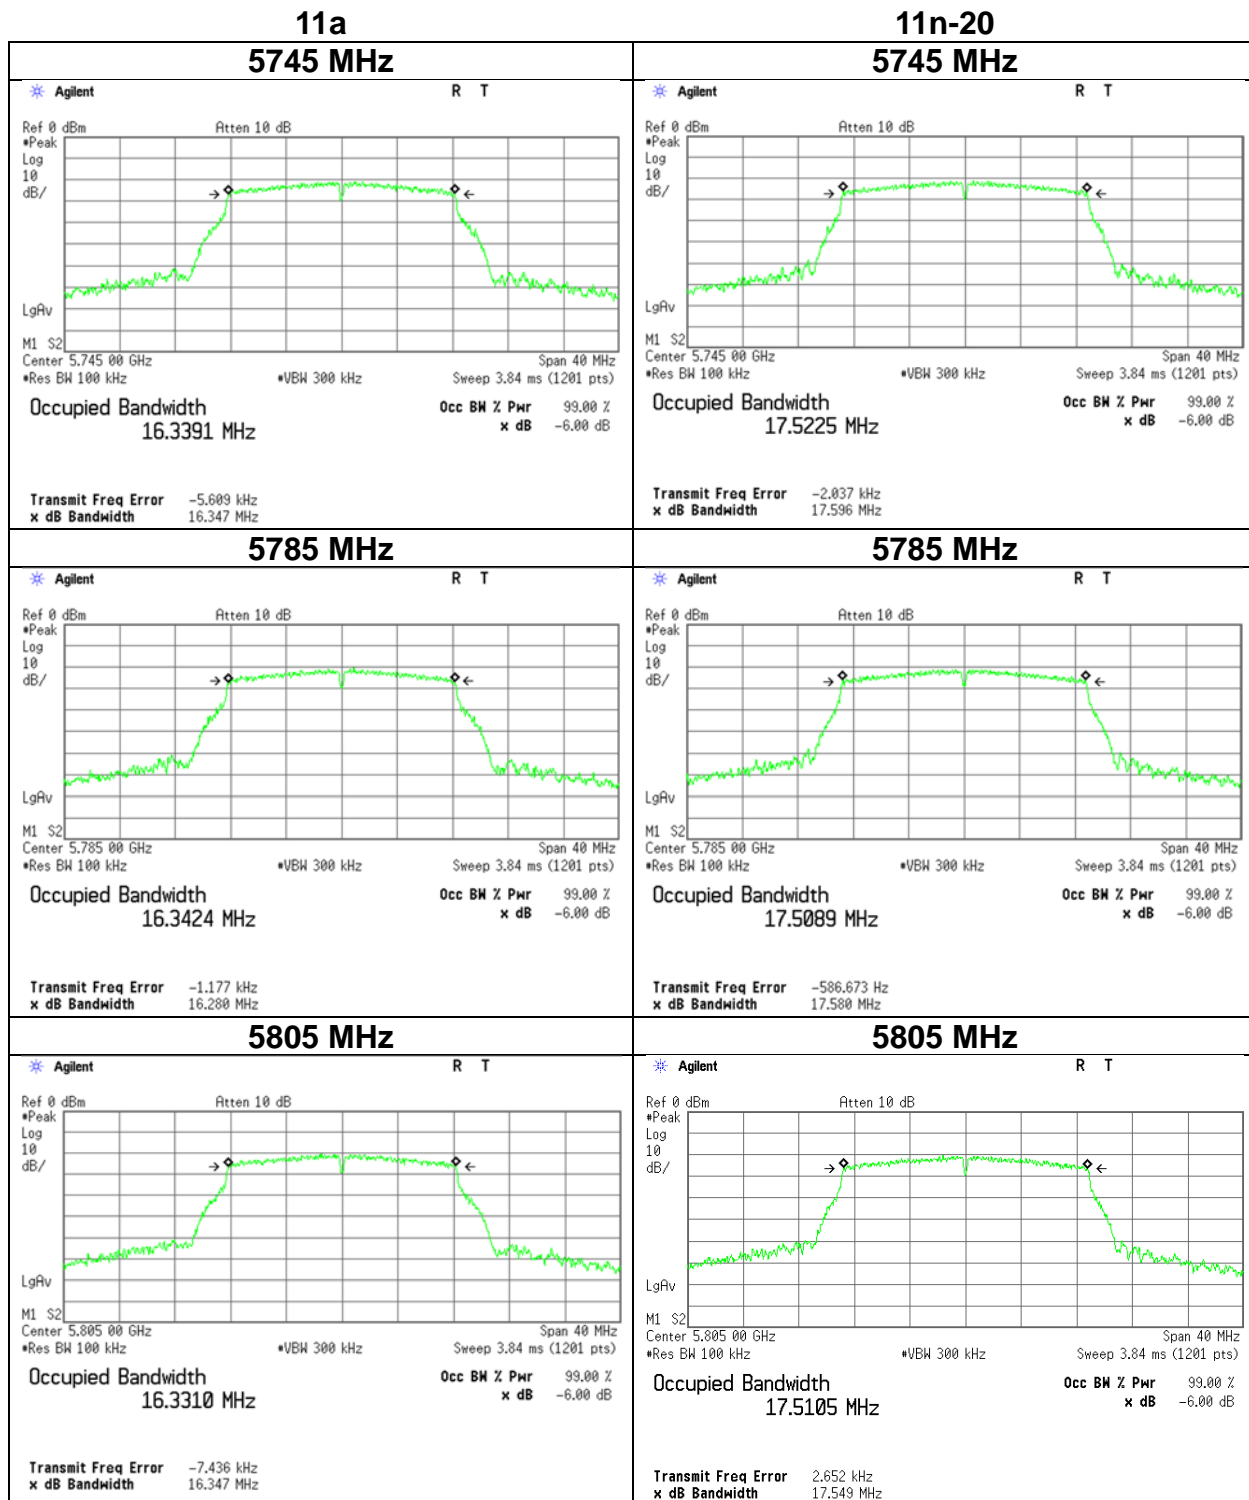 11a 11n-20
5745 MHz 5745 MHz
Agilent R T
Ref 0 dBm Atten 10 dB
#Peak
Log
10
dB/
LgAv
M1 S2
Center 5.745 00 GHz Span 40 MHz
#Res BW 100 kHz #VBW 300 kHz Sweep 3.84 ms (1201 pts)
Occupied Bandwidth Occ BW % Pwr 99.00 %
16.3391 MHz x dB -6.00 dB
Transmit Freq Error -5.609 kHz
x dB Bandwidth 16.347 MHz
Agilent R T
Ref 0 dBm Atten 10 dB
#Peak
Log
10
dB/
LgAv
M1 S2
Center 5.745 00 GHz Span 40 MHz
#Res BW 100 kHz #VBW 300 kHz Sweep 3.84 ms (1201 pts)
Occupied Bandwidth Occ BW % Pwr 99.00 %
17.5225 MHz x dB -6.00 dB
Transmit Freq Error -2.037 kHz
x dB Bandwidth 17.596 MHz
5785 MHz 5785 MHz
Agilent R T
Ref 0 dBm Atten 10 dB
#Peak
Log
10
dB/
LgAv
M1 S2
Center 5.785 00 GHz Span 40 MHz
#Res BW 100 kHz #VBW 300 kHz Sweep 3.84 ms (1201 pts)
Occupied Bandwidth Occ BW % Pwr 99.00 %
16.3424 MHz x dB -6.00 dB
Transmit Freq Error -1.177 kHz
x dB Bandwidth 16.280 MHz
Agilent R T
Ref 0 dBm Atten 10 dB
#Peak
Log
10
dB/
LgAv
M1 S2
Center 5.785 00 GHz Span 40 MHz
#Res BW 100 kHz #VBW 300 kHz Sweep 3.84 ms (1201 pts)
Occupied Bandwidth Occ BW % Pwr 99.00 %
17.5089 MHz x dB -6.00 dB
Transmit Freq Error -586.673 Hz
x dB Bandwidth 17.580 MHz
5805 MHz 5805 MHz
Agilent R T
Ref 0 dBm Atten 10 dB
#Peak
Log
10
dB/
LgAv
M1 S2
Center 5.805 00 GHz Span 40 MHz
#Res BW 100 kHz #VBW 300 kHz Sweep 3.84 ms (1201 pts)
Occupied Bandwidth Occ BW % Pwr 99.00 %
16.3310 MHz x dB -6.00 dB
Transmit Freq Error -7.436 kHz
x dB Bandwidth 16.347 MHz
Agilent R T
Ref 0 dBm Atten 10 dB
#Peak
Log
10
dB/
LgAv
M1 S2
Center 5.805 00 GHz Span 40 MHz
#Res BW 100 kHz #VBW 300 kHz Sweep 3.84 ms (1201 pts)
Occupied Bandwidth Occ BW % Pwr 99.00 %
17.5105 MHz x dB -6.00 dB
Transmit Freq Error 2.652 kHz
x dB Bandwidth 17.549 MHz